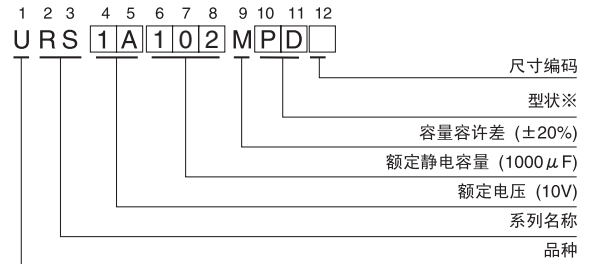 1 2 3 4 5 6 7 8 9 10 11 12
U R S 1 A 1 0 2 M P D
尺寸编码
型状※
容量容许差 (±20%)
额定静电容量 (1000μF)
额定电压 (10V)
系列名称
品种